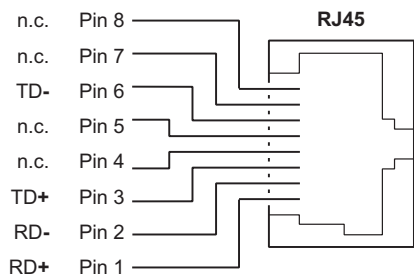 RJ45
n.c. Pin 8
n.c. Pin 7
TD- Pin 6
n.c. Pin 5
n.c. Pin 4
TD+ Pin 3
RD- Pin 2
RD+ Pin 1